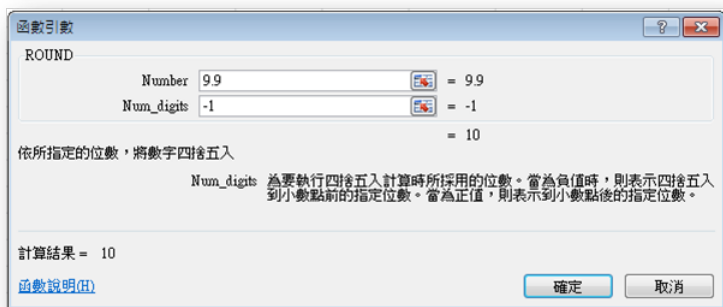 函數引數
ROUND
Number 9.9 = 9.9
Num_digits -1 = -1
= 10
依所指定的位數，將數字四捨五入
Num_digits 為要執行四捨五入計算時所採用的位數。當為負值時，則表示四捨五入
到小數點前的指定位數。當為正值，則表示到小數點後的指定位數。
計算結果 = 10
函數說明(H)
確定 取消